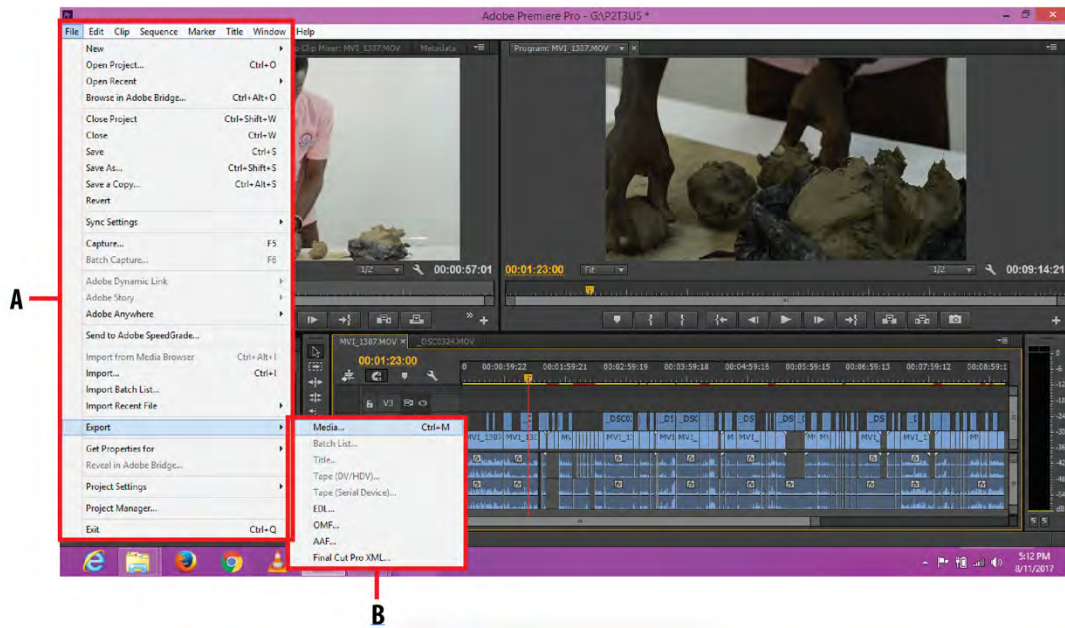 Adobe Premiere Pro - G:\P2T3U5 *
File Edit Clip Sequence Marker Title Window Help
New
Open Project... Ctrl+O
Open Recent
Browse in Adobe Bridge... Ctrl+Alt+O
Close Project Ctrl+Shift+W
Close Ctrl+W
Save Ctrl+S
Save As... Ctrl+Shift+S
Save a Copy... Ctrl+Alt+S
Revert
Sync Settings
Capture... F5
Batch Capture... F6
Adobe Dynamic Link
Adobe Story
Adobe Anywhere
Send to Adobe SpeedGrade...
Import from Media Browser Ctrl+Alt+I
Import... Ctrl+I
Import Batch List...
Import Recent File
Export
Get Properties for
Reveal in Adobe Bridge...
Project Settings
Project Manager...
Exit Ctrl+Q
A
Media... Ctrl+M
Batch List...
Title...
Tape (DV/HDV)...
Tape (Serial Device)...
EDL...
OMF...
AAF...
Final Cut Pro XML...
B
Clip Mixer: MVI_1387.MOV Metadata
Program: MVI_1387.MOV
1/2 00:00:57:01
00:01:23:00 Fit 1/2 00:09:14:21
MVI_1387.MOV _DSC0324.MOV
00:01:23:00
0 00:00:59:22 00:01:59:21 00:02:59:19 00:03:59:18 00:04:59:16 00:05:59:15 00:06:59:13 00:07:59:12 00:08:59:1
V3
5:12 PM
8/11/2017